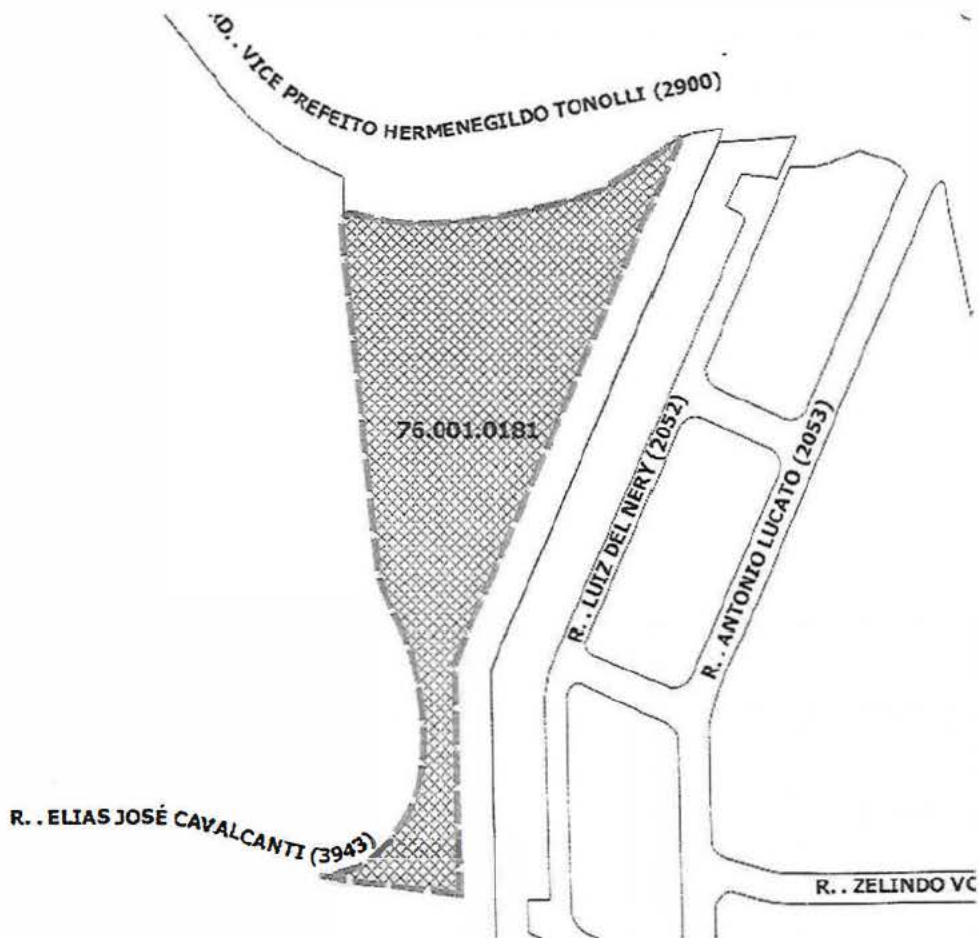 RD. . VICE PREFEITO HERMENEGILDO TONOLLI (2900)
76.001.0181
R. . LUIZ DEL NERY (2052)
R. . ANTONIO LUCATO (2053)
R. . ELIAS JOSÉ CAVALCANTI (3943)
R. . ZELINDO